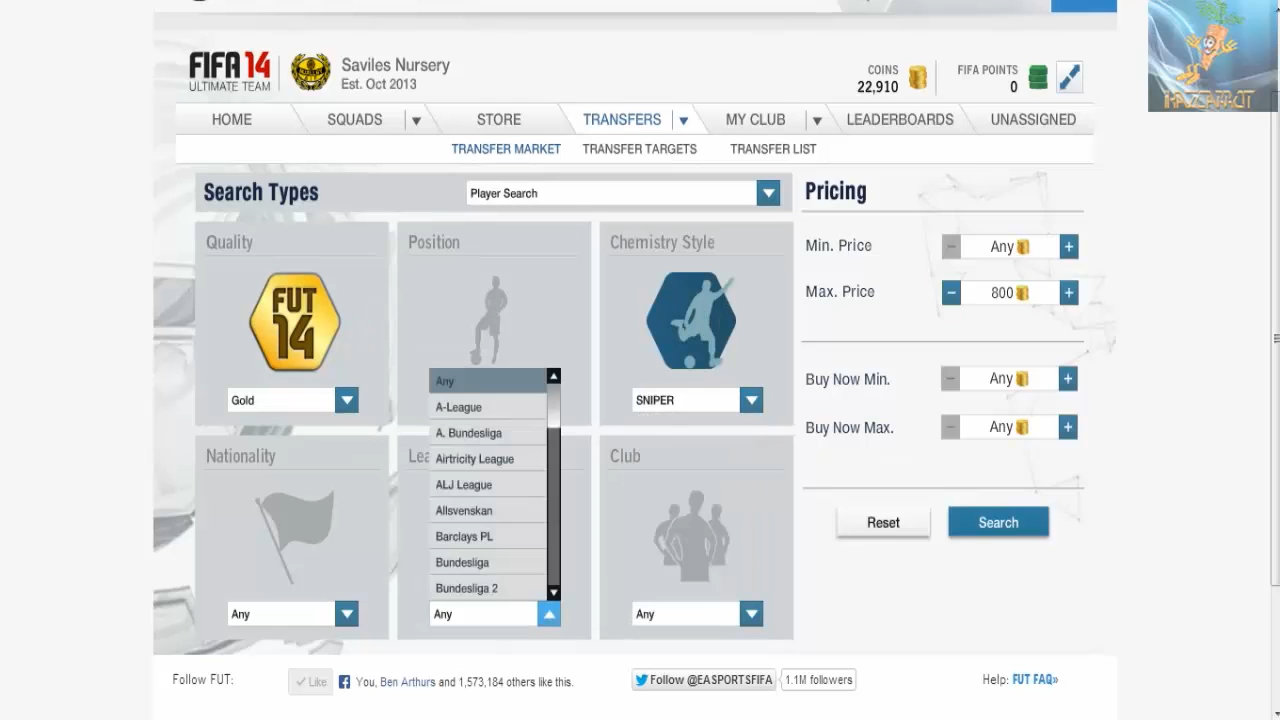 FIFA 14
ULTIMATE TEAM
Saviles Nursery
Est. Oct 2013
COINS
22,910
FIFA POINTS
0
HOME
SQUADS
STORE
TRANSFERS
MY CLUB
LEADERBOARDS
UNASSIGNED
TRANSFER MARKET
TRANSFER TARGETS
TRANSFER LIST
Search Types
Player Search
Pricing
Quality
Position
Chemistry Style
FUT
14
Gold
SNIPER
Min. Price
Any
Max. Price
800
Buy Now Min.
Any
Buy Now Max.
Any
Reset
Search
Any
A-League
A. Bundesliga
Airtricity League
ALJ League
Allsvenskan
Barclays PL
Bundesliga
Bundesliga 2
Nationality
Lea
Club
Any
Any
Any
Follow FUT:
Like
You, Ben Arthurs and 1,573,184 others like this.
Follow @EASPORTSFIFA
1.1M followers
Help: FUT FAQ»